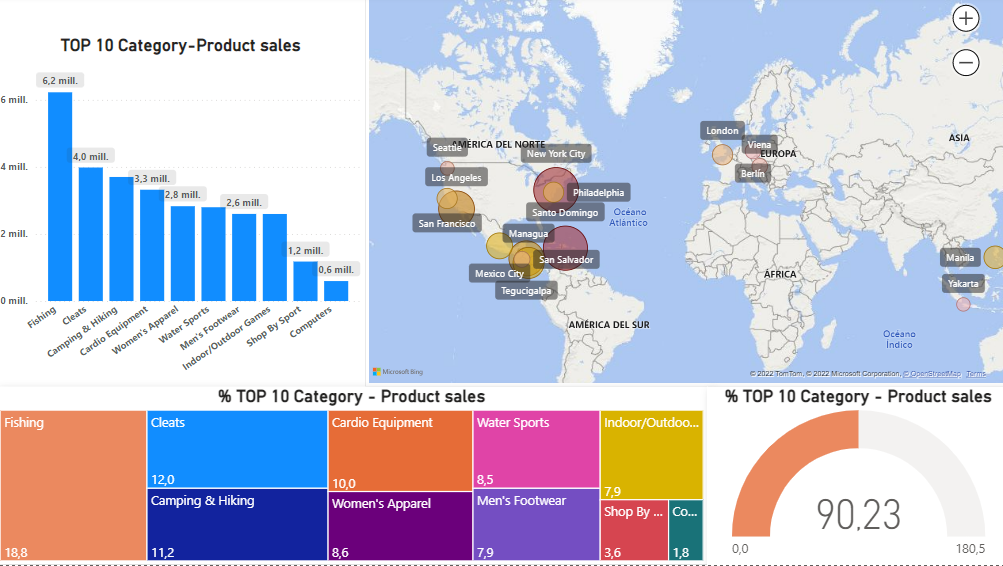 TOP 10 Category-Product sales
6,2 mill.
6 mill.
4,0 mill.
4 mill.
3,3 mill.
2,8 mill.
2,6 mill.
2 mill.
1,2 mill.
0,6 mill.
0 mill.
Fishing
Cleats
Camping & Hiking
Cardio Equipment
Women's Apparel
Water Sports
Men's Footwear
Indoor/Outdoor Games
Shop By Sport
Computers
AMÉRICA DEL NORTE
Seattle
New York City
Los Angeles
Philadelphia
Santo Domingo
San Francisco
Océano
Atlántico
Managua
San Salvador
Mexico City
Tegucigalpa
AMÉRICA DEL SUR
London
Viena
EUROPA
Berlín
ASIA
ÁFRICA
Manila
Yakarta
Océano
Índico
Microsoft Bing
© 2022 TomTom, © 2022 Microsoft Corporation, © OpenStreetMap Terms
% TOP 10 Category - Product sales
Fishing
18,8
Cleats
12,0
Camping & Hiking
11,2
Cardio Equipment
10,0
Women's Apparel
8,6
Water Sports
8,5
Men's Footwear
7,9
Indoor/Outdoo...
7,9
Shop By ...
3,6
Co...
1,8
% TOP 10 Category - Product sales
90,23
0,0
180,5